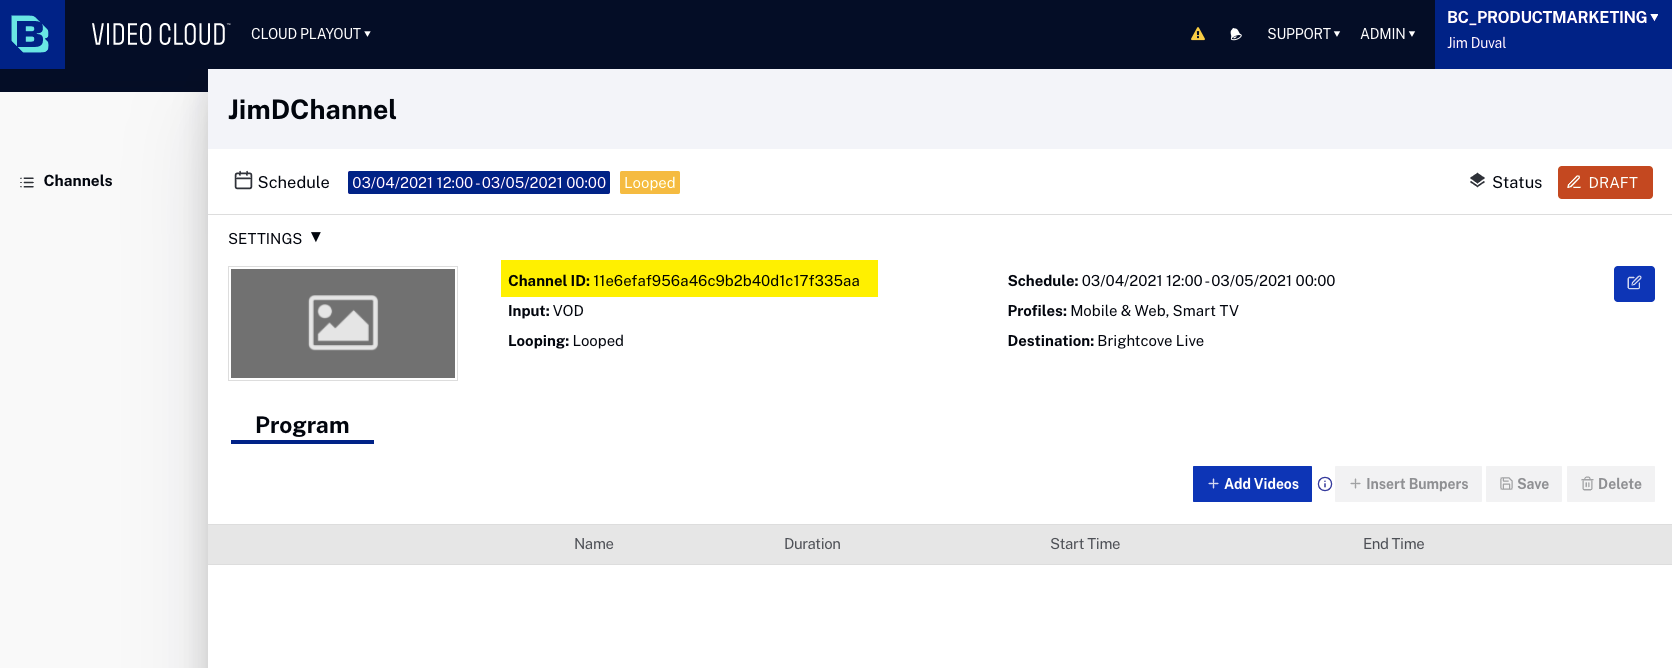 VIDEO CLOUD™ CLOUD PLAYOUT ▾ SUPPORT ▾ ADMIN ▾ BC_PRODUCTMARKETING ▾
Jim Duval
JimDChannel
Channels
Schedule 03/04/2021 12:00 - 03/05/2021 00:00 Looped Status DRAFT
SETTINGS ▼
Channel ID: 11e6efaf956a46c9b2b40d1c17f335aa Schedule: 03/04/2021 12:00 - 03/05/2021 00:00
Input: VOD Profiles: Mobile & Web, Smart TV
Looping: Looped Destination: Brightcove Live
Program
+ Add Videos + Insert Bumpers Save Delete
Name Duration Start Time End Time